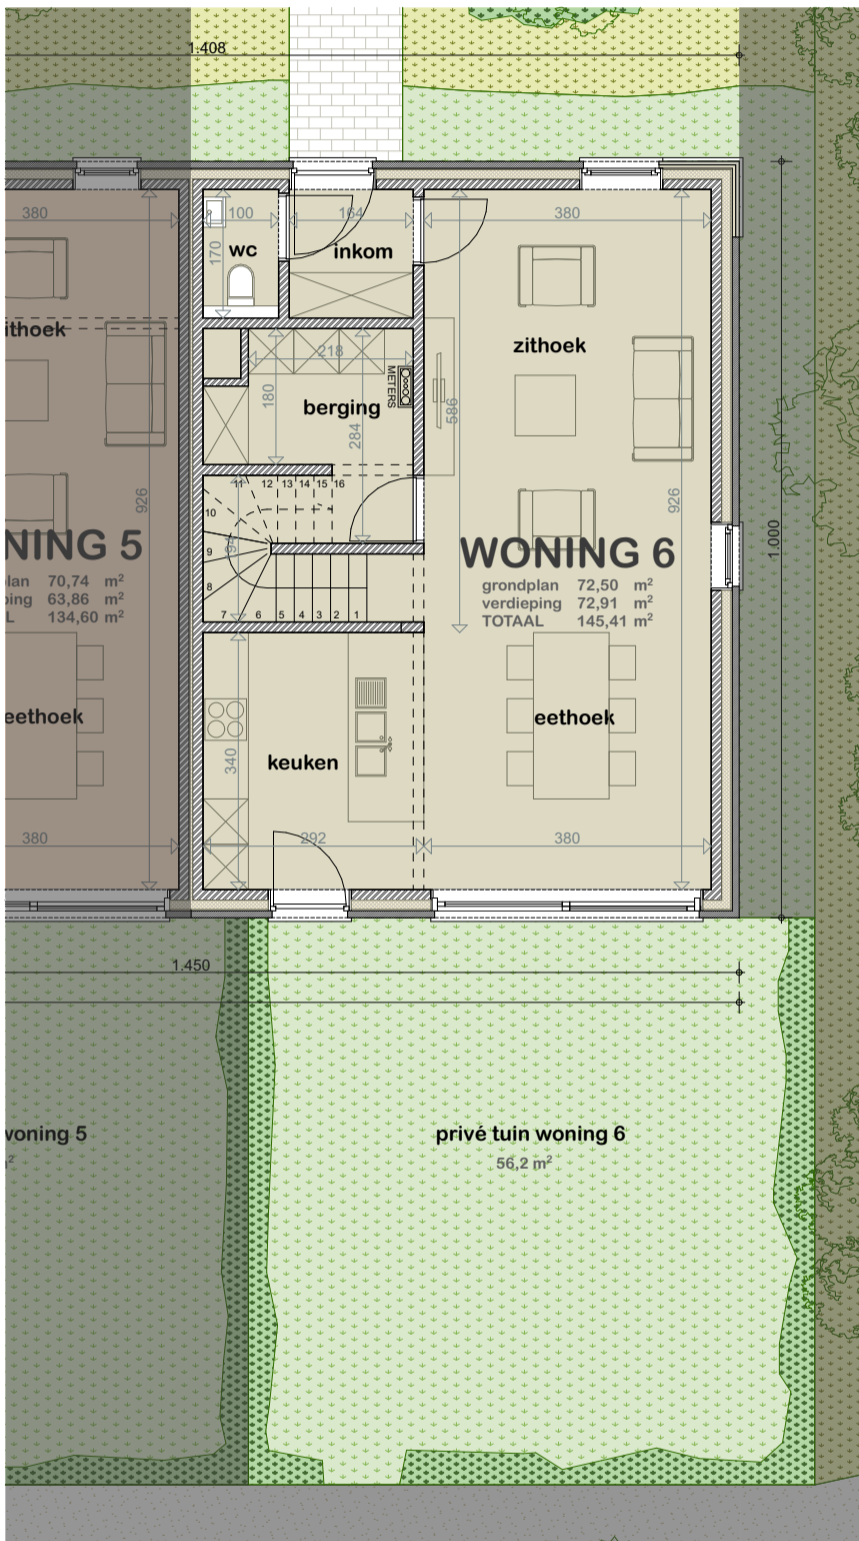 1.408
380
100
164
380
170
wc
inkom
ithoek
zithoek
218
METERS
180
berging
586
284
926
926
11 12 13 14 15 16
10
9
8
7 6 5 4 3 2 1
1.000
NING 5
WONING 6
plan 70,74 m²
ping 63,86 m²
L 134,60 m²
grondplan 72,50 m²
verdieping 72,91 m²
TOTAAL 145,41 m²
eethoek
eethoek
keuken
340
380
292
380
1.450
woning 5
m²
privé tuin woning 6
56,2 m²